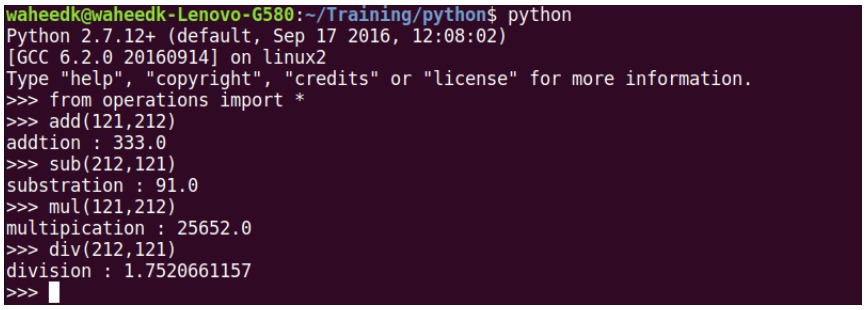 waheedk@waheedk-Lenovo-G580:~/Training/python$ python
Python 2.7.12+ (default, Sep 17 2016, 12:08:02)
[GCC 6.2.0 20160914] on linux2
Type "help", "copyright", "credits" or "license" for more information.
>>> from operations import *
>>> add(121,212)
addtion : 333.0
>>> sub(212,121)
substration : 91.0
>>> mul(121,212)
multipication : 25652.0
>>> div(212,121)
division : 1.7520661157
>>>